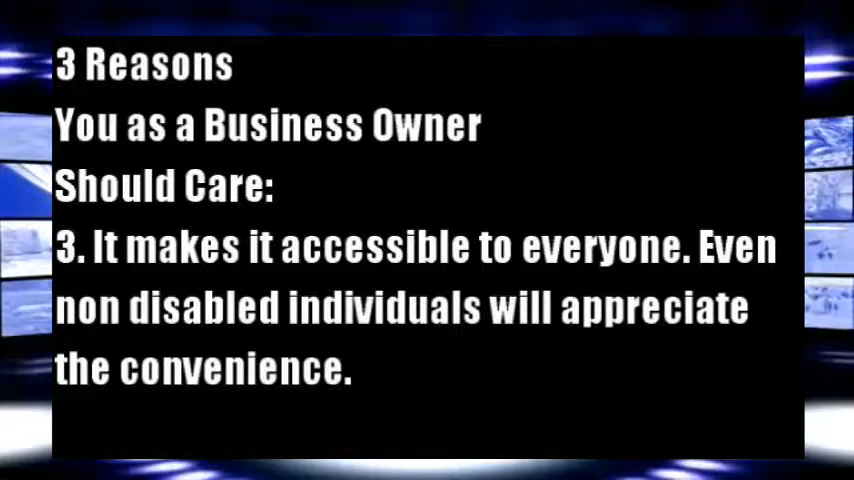 3 Reasons
You as a Business Owner
Should Care:
3. It makes it accessible to everyone. Even
non disabled individuals will appreciate
the convenience.